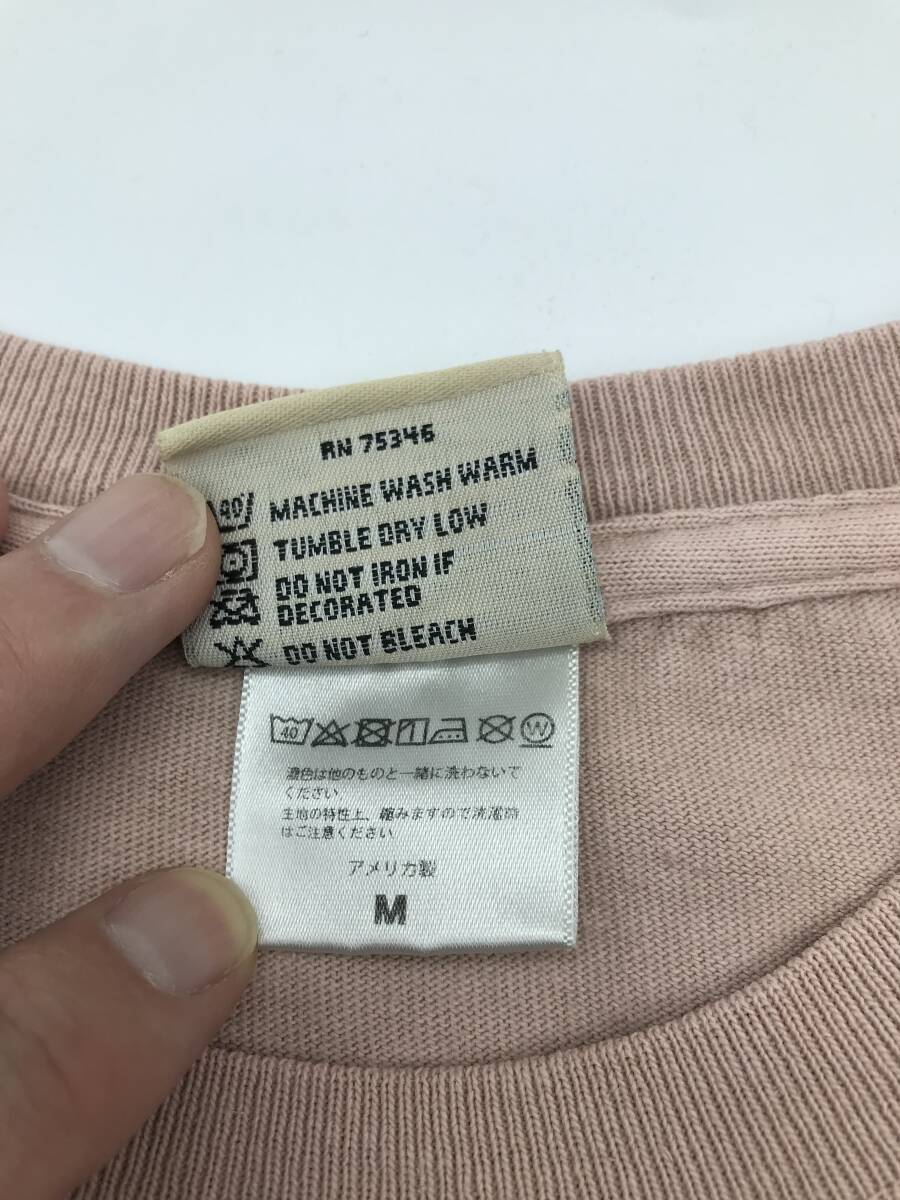 RN 75346
40 MACHINE WASH WARM
TUMBLE DRY LOW
DO NOT IRON IF
DECORATED
DO NOT BLEACH
40 W
濃色は他のものと一緒に洗わないで
ください
生地の特性上、縮みますので洗濯時
はご注意ください
アメリカ製
M